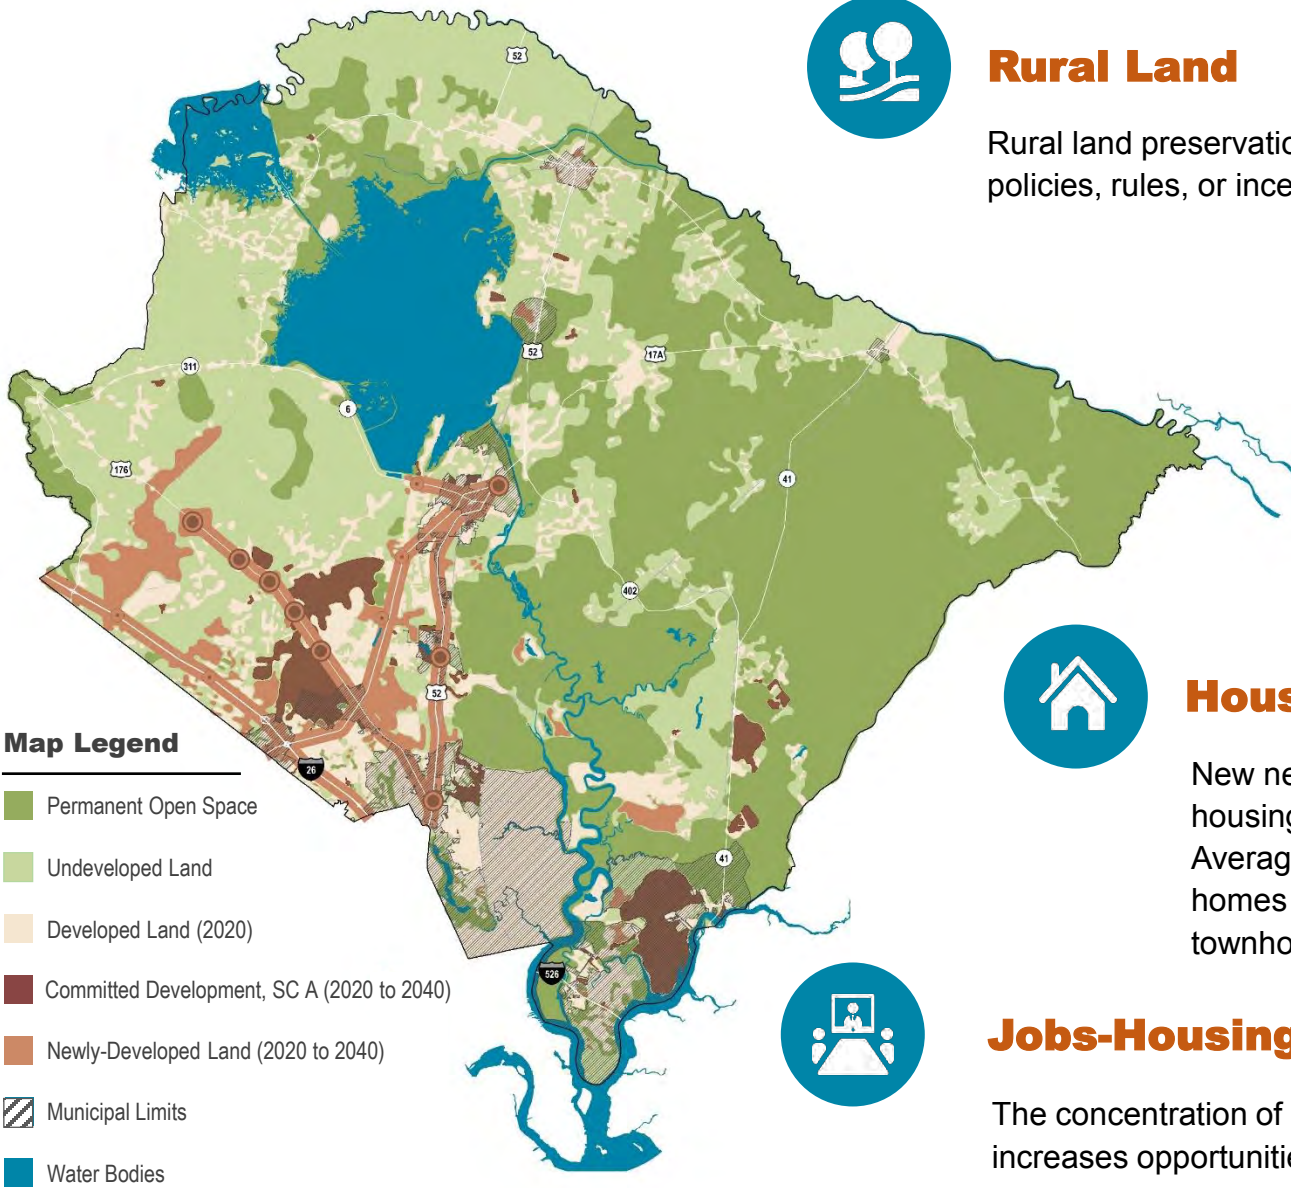 Rural Land
Rural land preservatio
policies, rules, or ince
52
311
6
52
17A
176
41
402
52
26
41
526
Hous
New ne
housing
Averag
homes
townho
Map Legend
Permanent Open Space
Undeveloped Land
Developed Land (2020)
Committed Development, SC A (2020 to 2040)
Newly-Developed Land (2020 to 2040)
Municipal Limits
Water Bodies
Jobs-Housing
The concentration of
increases opportunitie